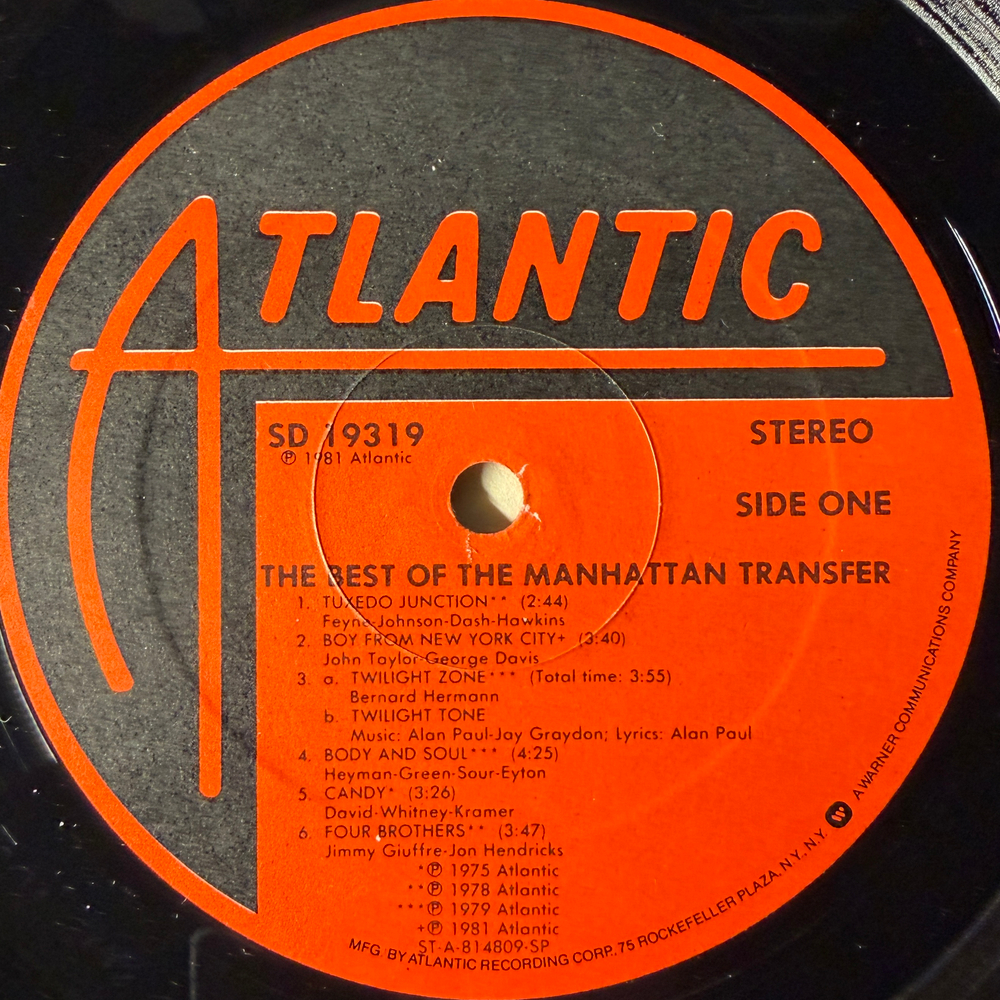 ATLANTIC
SD 19319
STEREO
℗ 1981 Atlantic
SIDE ONE
THE BEST OF THE MANHATTAN TRANSFER
1. TUXEDO JUNCTION** (2:44)
Feyne-Johnson-Dash-Hawkins
2. BOY FROM NEW YORK CITY+ (3:40)
John Taylor-George Davis
3. a. TWILIGHT ZONE*** (Total time: 3:55)
Bernard Hermann
b. TWILIGHT TONE
Music: Alan Paul-Jay Graydon; Lyrics: Alan Paul
4. BODY AND SOUL*** (4:25)
Heyman-Green-Sour-Eyton
5. CANDY* (3:26)
David-Whitney-Kramer
6. FOUR BROTHERS** (3:47)
Jimmy Giuffre-Jon Hendricks
*℗ 1975 Atlantic
**℗ 1978 Atlantic
***℗ 1979 Atlantic
+℗ 1981 Atlantic
ST-A-814809-SP
MFG. BY ATLANTIC RECORDING CORP., 75 ROCKEFELLER PLAZA, N.Y., N.Y. A WARNER COMMUNICATIONS COMPANY